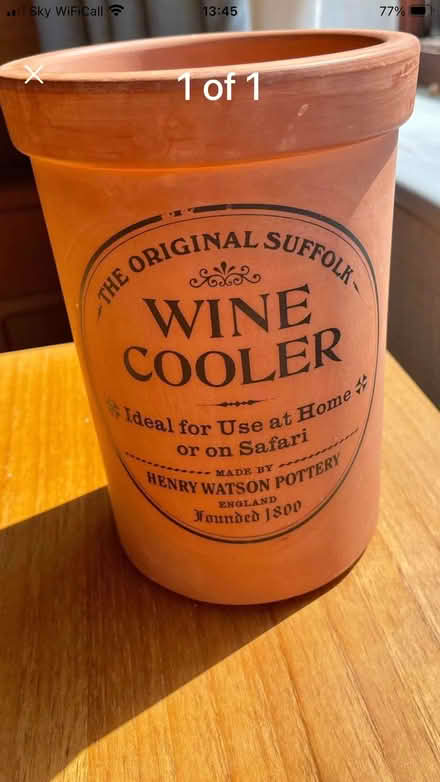 Sky WiFiCall 13:45 77%
1 of 1
THE ORIGINAL SUFFOLK
WINE
COOLER
Ideal for Use at Home
or on Safari
MADE BY
HENRY WATSON POTTERY
ENGLAND
Founded 1800